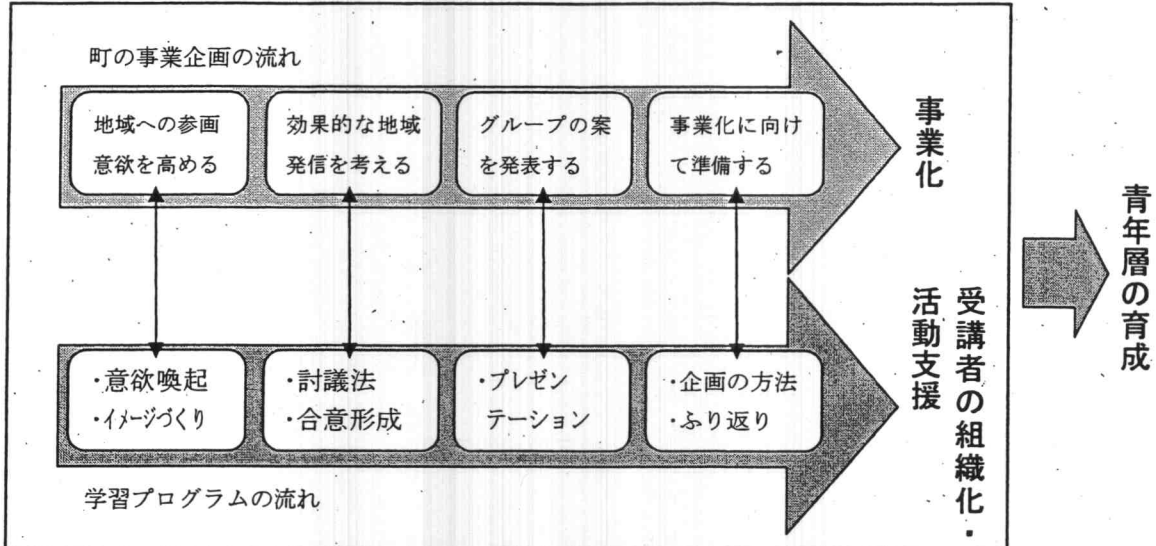 町の事業企画の流れ
地域への参画
意欲を高める
効果的な地域
発信を考える
グループの案
を発表する
事業化に向け
て準備する
事業化
・意欲喚起
・イメージづくり
・討議法
・合意形成
・プレゼン
テーション
・企画の方法
・ふり返り
受講者の組織化・
活動支援
学習プログラムの流れ
青年層の育成